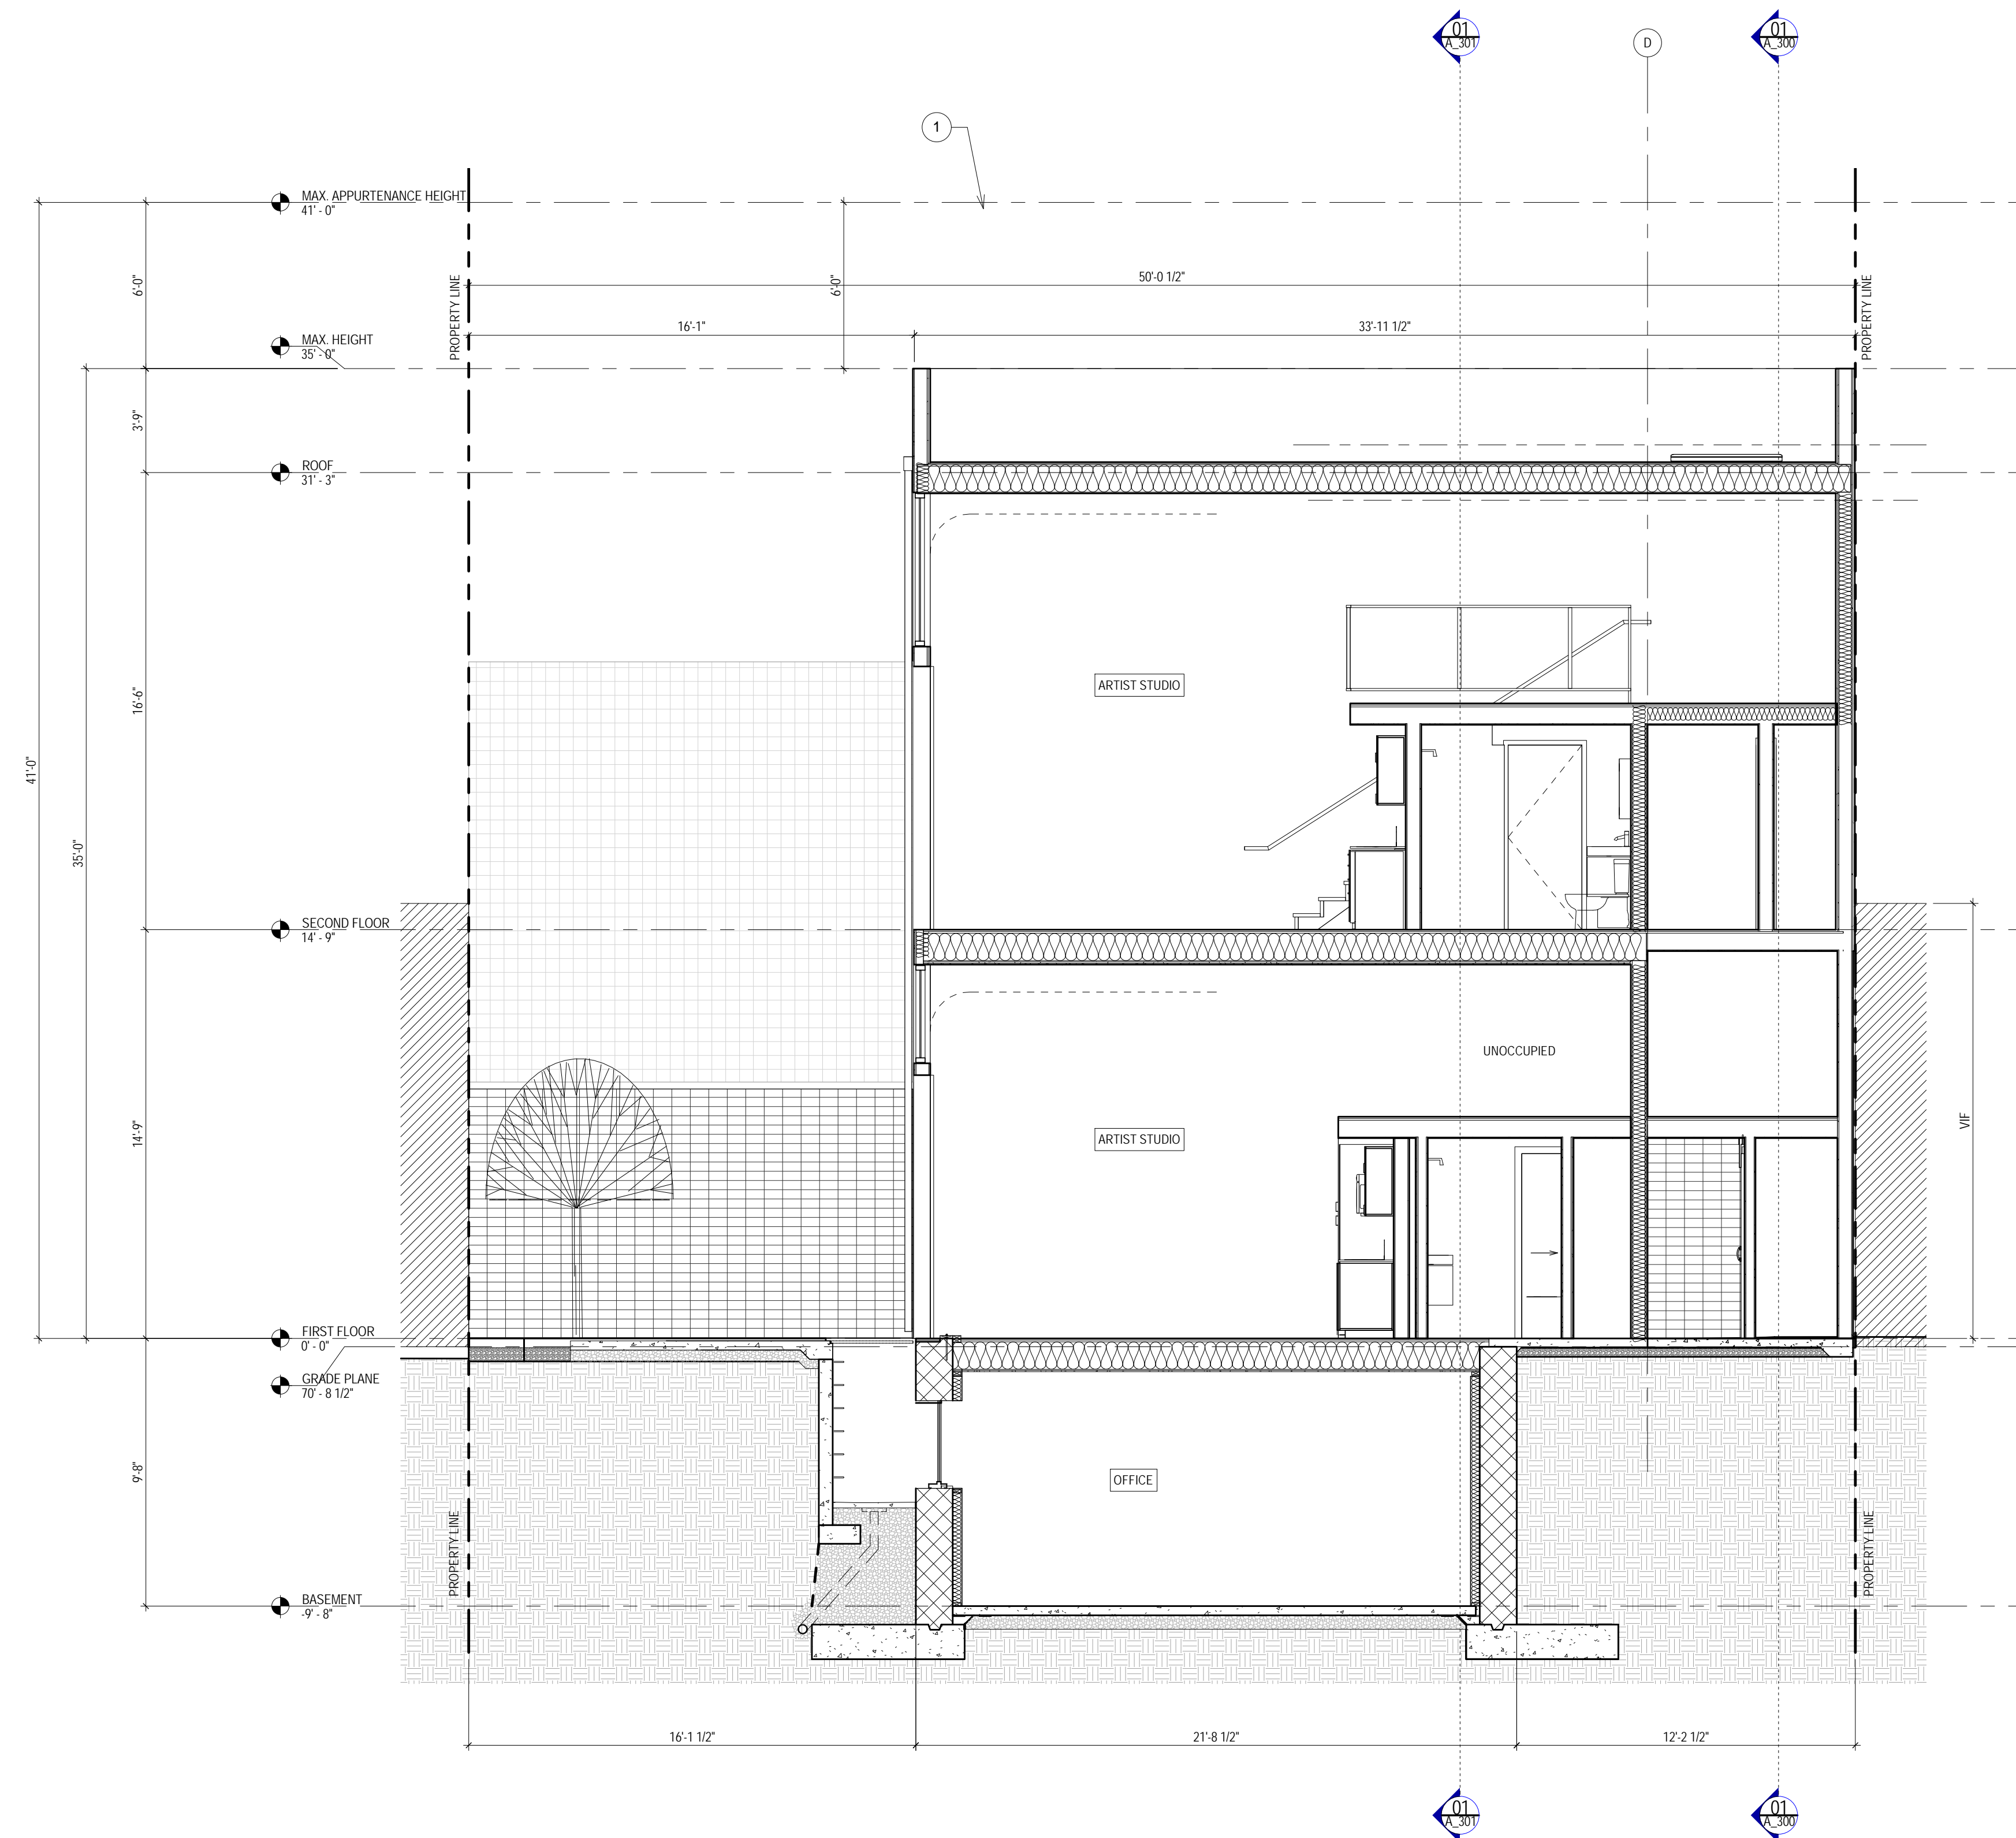 01
A_301
D
01
A_300
1
MAX. APPURTENANCE HEIGHT
41' - 0"
6'-0"
6'-0"
50'-0 1/2"
PROPERTY LINE
PROPERTY LINE
16'-1"
33'-11 1/2"
MAX. HEIGHT
35' - 0"
3'-9"
ROOF
31' - 3"
16'-6"
ARTIST STUDIO
41'-0"
35'-0"
SECOND FLOOR
14' - 9"
UNOCCUPIED
14'-9"
ARTIST STUDIO
VIF
FIRST FLOOR
0' - 0"
GRADE PLANE
70' - 8 1/2"
9'-8"
OFFICE
PROPERTY LINE
PROPERTY LINE
BASEMENT
-9' - 8"
16'-1 1/2"
21'-8 1/2"
12'-2 1/2"
01
A_301
01
A_300